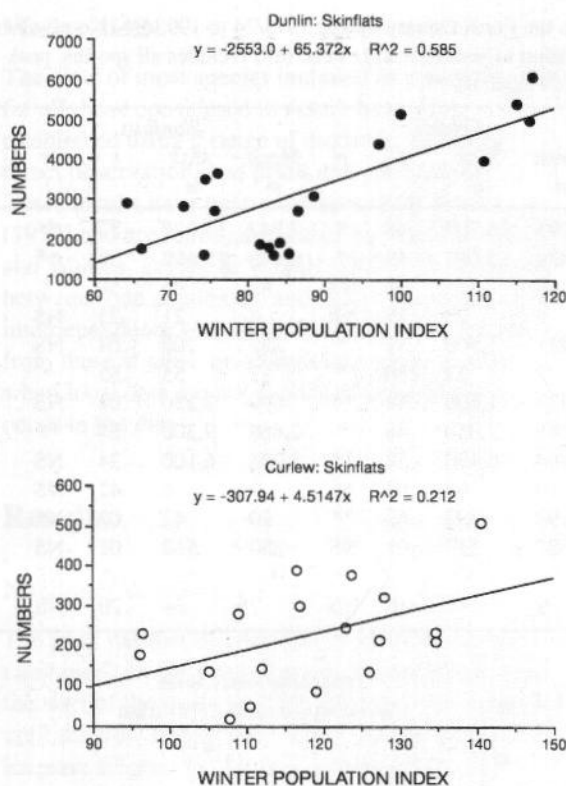 Dunlin: Skinflats
y = -2553.0 + 65.372x R^2 = 0.585
7000
6000
5000
4000
3000
2000
1000
NUMBERS
60 70 80 90 100 110 120
WINTER POPULATION INDEX
Curlew: Skinflats
y = -307.94 + 4.5147x R^2 = 0.212
600
500
400
300
200
100
0
NUMBERS
90 100 110 120 130 140 150
WINTER POPULATION INDEX